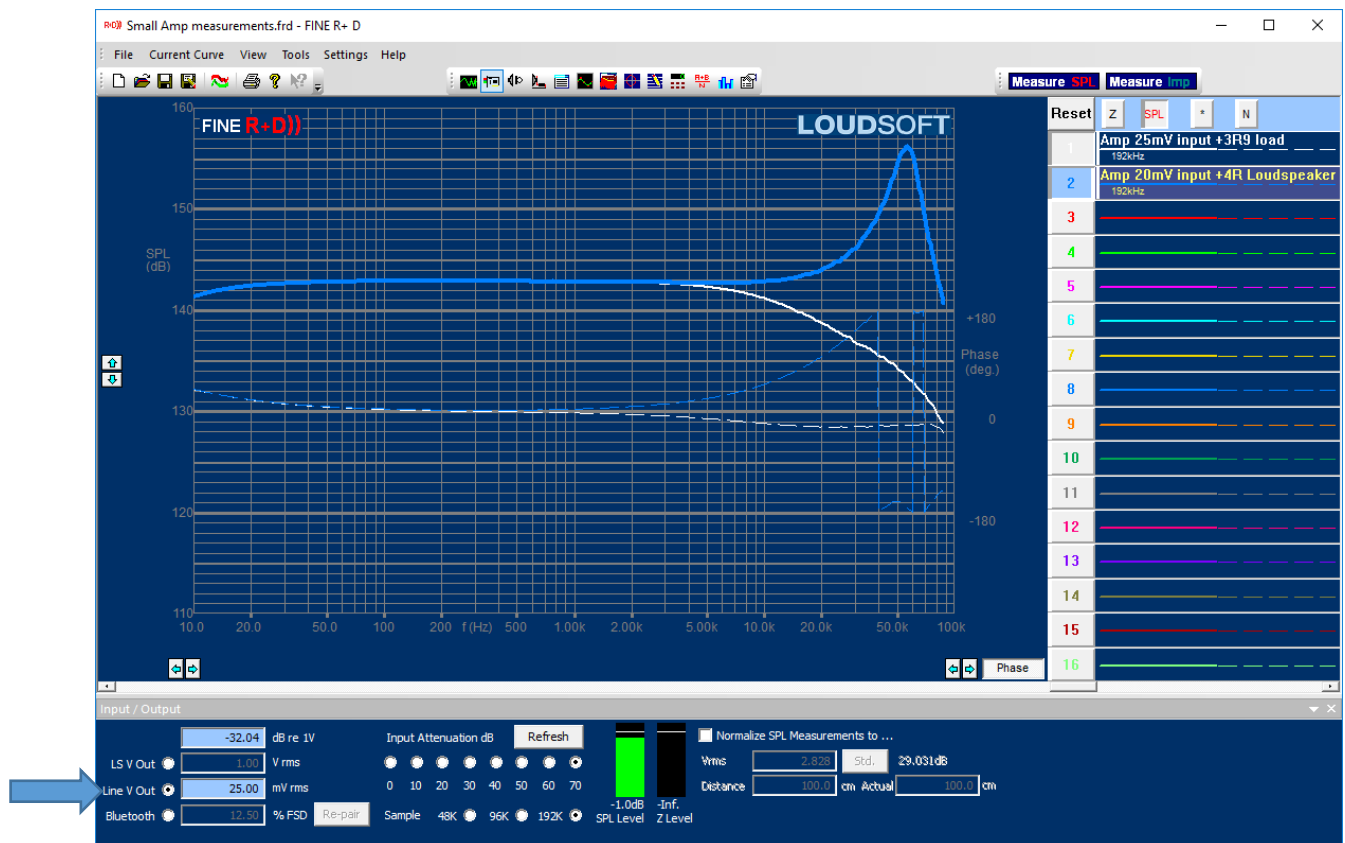 R+D)) Small Amp measurements.frd - FINE R+ D
File Current Curve View Tools Settings Help
R+B N
Measure SPL Measure Imp
160
FINE R+D))
LOUDSOFT
150
SPL
(dB)
140
+180
Phase
(deg.)
130
0
120
-180
110
10.0 20.0 50.0 100 200 f (Hz) 500 1.00k 2.00k 5.00k 10.0k 20.0k 50.0k 100k
Phase
Reset Z SPL * N
1 Amp 25mV input +3R9 load
192kHz
2 Amp 20mV input +4R Loudspeaker
192kHz
3
4
5
6
7
8
9
10
11
12
13
14
15
16
Input / Output
-32.04 dB re 1V
LS V Out 1.00 V rms
Line V Out 25.00 mV rms
Bluetooth 12.50 % FSD Re-pair
Input Attenuation dB Refresh
0 10 20 30 40 50 60 70
Sample 48K 96K 192K
-1.0dB
SPL Level
-Inf.
Z Level
Normalize SPL Measurements to ...
Vrms 2.828 Std. 29.031dB
Distance 100.0 cm Actual 100.0 cm